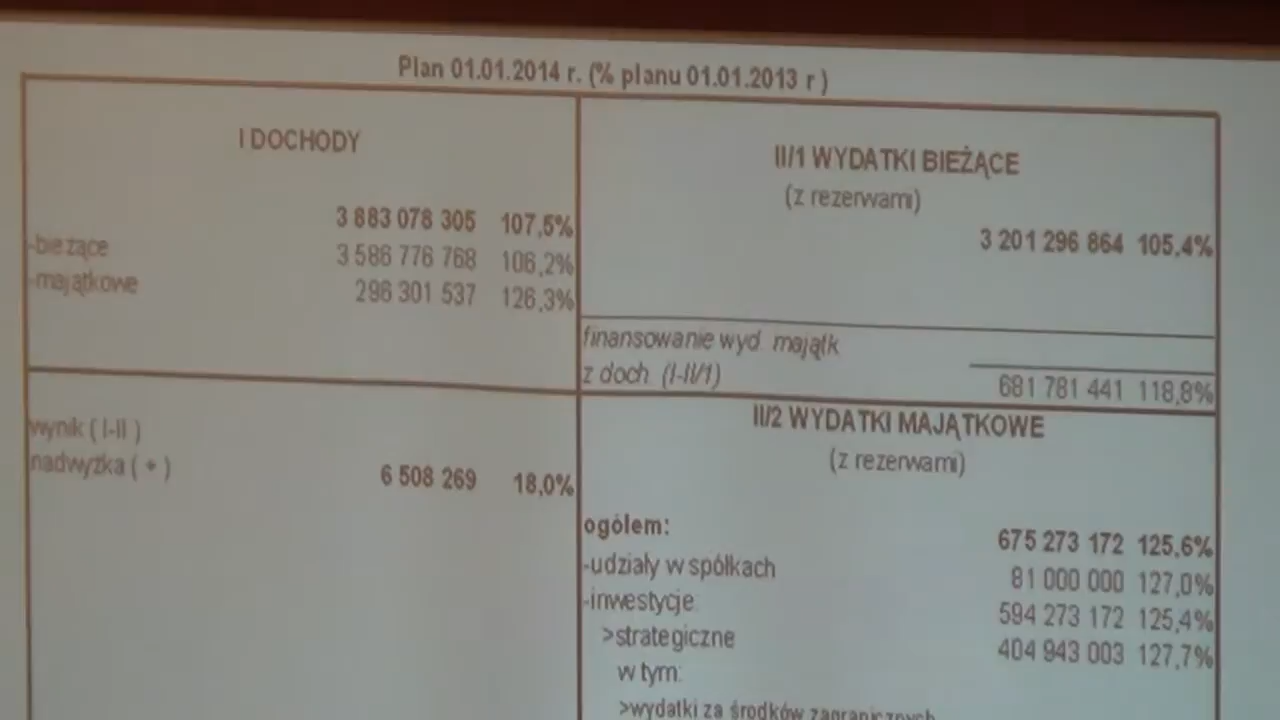 Plan 01.01.2014 r. (% planu 01.01.2013 r )
I DOCHODY
3 883 078 305 107,5%
-bieżące 3 586 776 768 106,2%
-majątkowe 296 301 537 126,3%
II/1 WYDATKI BIEŻĄCE
(z rezerwami)
3 201 296 864 105,4%
finansowanie wyd. majątk
z doch. (I-II/1) 681 781 441 118,8%
wynik ( I-II )
nadwyżka ( + ) 6 508 269 18,0%
II/2 WYDATKI MAJĄTKOWE
(z rezerwami)
ogółem: 675 273 172 125,6%
-udziały w spółkach 81 000 000 127,0%
-inwestycje 594 273 172 125,4%
>strategiczne 404 943 003 127,7%
w tym:
>wydatki za środków zagranicznych